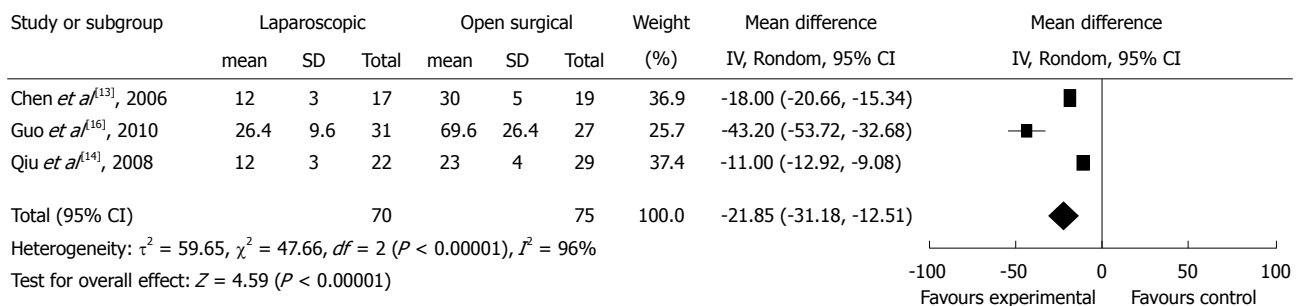 Study or subgroup Laparoscopic Open surgical Weight Mean difference Mean difference
mean SD Total mean SD Total (%) IV, Rondom, 95% CI IV, Rondom, 95% CI
Chen et al[13], 2006 12 3 17 30 5 19 36.9 -18.00 (-20.66, -15.34)
Guo et al[16], 2010 26.4 9.6 31 69.6 26.4 27 25.7 -43.20 (-53.72, -32.68)
Qiu et al[14], 2008 12 3 22 23 4 29 37.4 -11.00 (-12.92, -9.08)
Total (95% CI) 70 75 100.0 -21.85 (-31.18, -12.51)
Heterogeneity: τ² = 59.65, χ² = 47.66, df = 2 (P < 0.00001), I² = 96%
Test for overall effect: Z = 4.59 (P < 0.00001)
-100 -50 0 50 100
Favours experimental Favours control